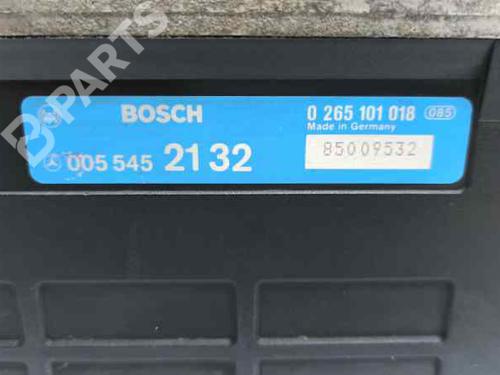 B-PARTS
BOSCH
0 265 101 018 085
Made in Germany
005 545 21 32
85009532